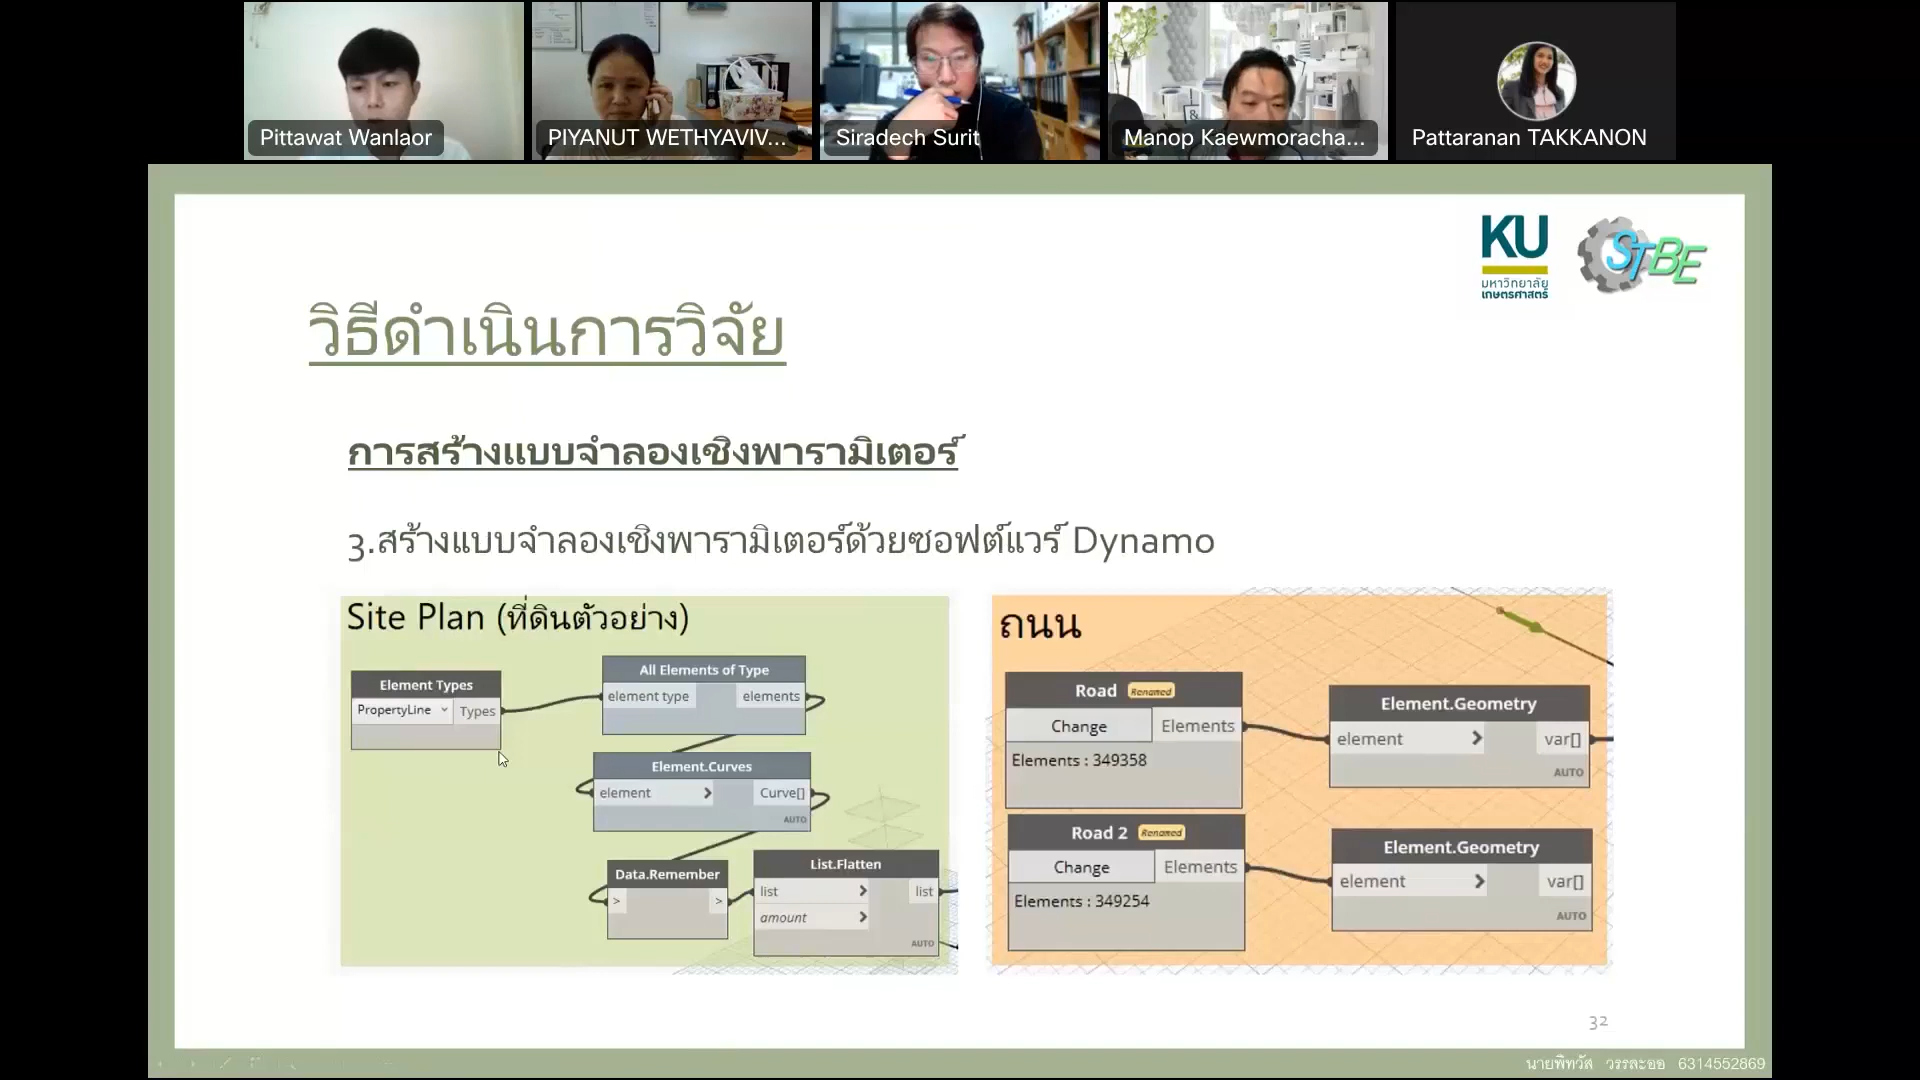 Pittawat Wanlaor
PIYANUT WETHYAVIV...
Siradech Surit
Manop Kaewmoracha...
Pattaranan TAKKANON
KU
มหาวิทยาลัย
เกษตรศาสตร์
STBE
วิธีดำเนินการวิจัย
การสร้างแบบจำลองเชิงพารามิเตอร์
3.สร้างแบบจำลองเชิงพารามิเตอร์ด้วยซอฟต์แวร์ Dynamo
Site Plan (ที่ดินตัวอย่าง)
Element Types
PropertyLine
Types
All Elements of Type
element type
elements
Element.Curves
element >
Curve[]
AUTO
Data.Remember
>
>
List.Flatten
list >
list
amount >
AUTO
ถนน
Road
Renamed
Change
Elements
Elements : 349358
Element.Geometry
element >
var[]
AUTO
Road 2
Renamed
Change
Elements
Elements : 349254
Element.Geometry
element >
var[]
AUTO
32
นายพิทวัส วรรละออ 6314552869